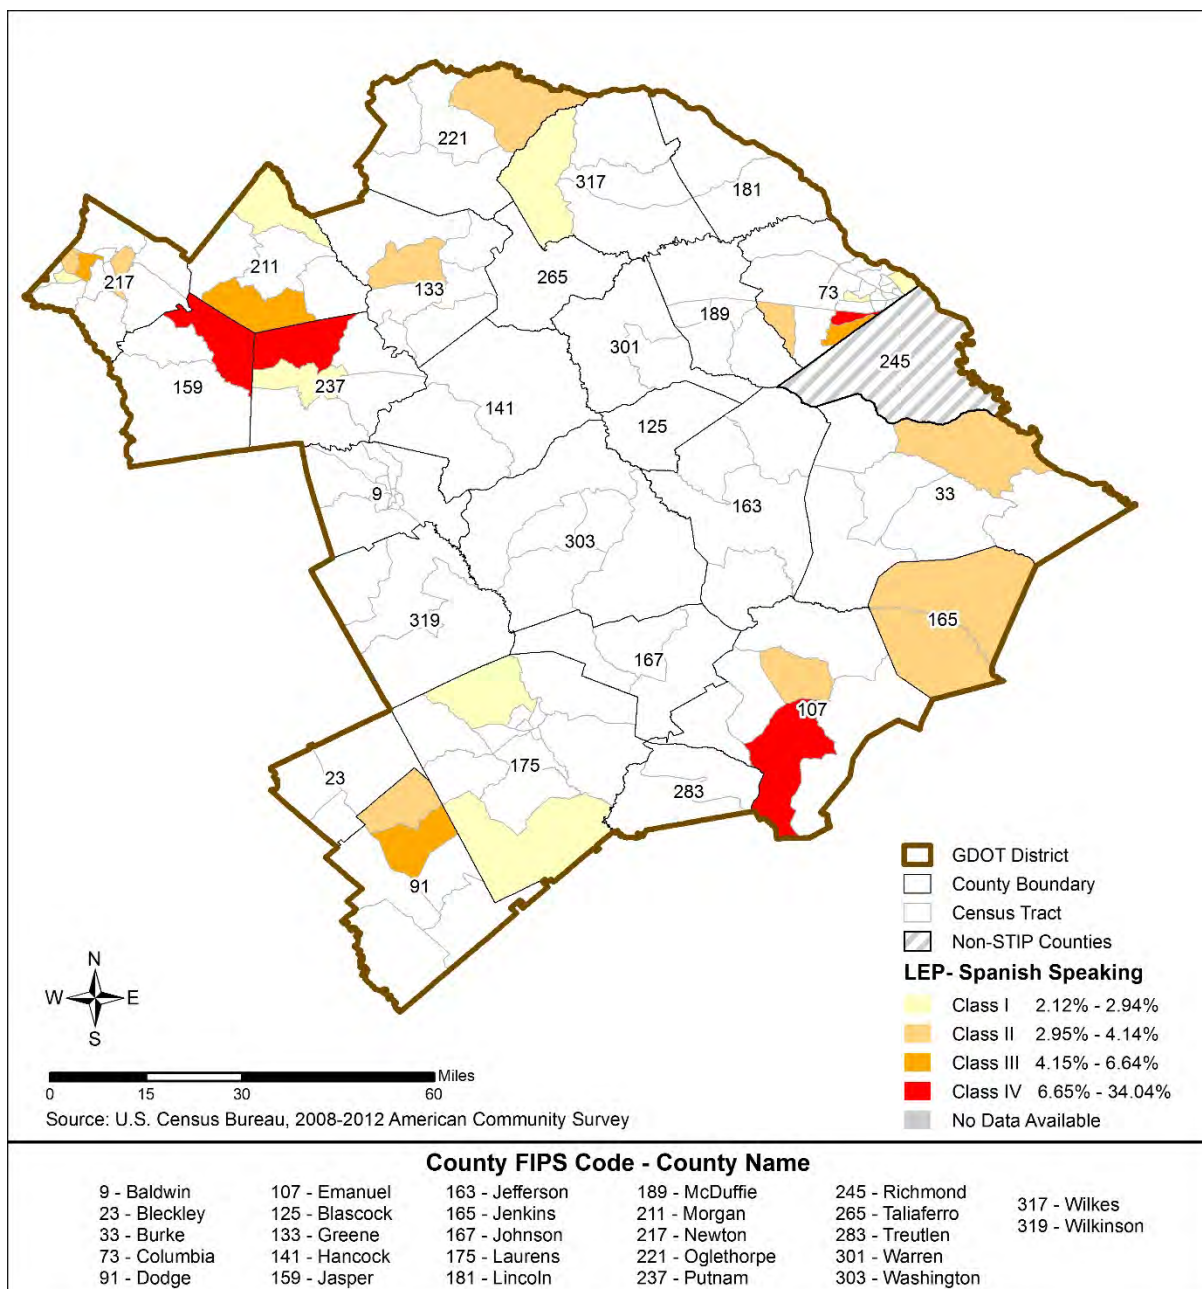 221
317
181
211
217
265
133
73
189
301
245
159
237
141
125
9
33
163
303
319
165
167
107
175
23
283
91
GDOT District
County Boundary
Census Tract
Non-STIP Counties
LEP- Spanish Speaking
Class I 2.12% - 2.94%
Class II 2.95% - 4.14%
Class III 4.15% - 6.64%
Class IV 6.65% - 34.04%
No Data Available
N
W E
S
Miles
0 15 30 60
Source: U.S. Census Bureau, 2008-2012 American Community Survey
County FIPS Code - County Name
9 - Baldwin
23 - Bleckley
33 - Burke
73 - Columbia
91 - Dodge
107 - Emanuel
125 - Blascock
133 - Greene
141 - Hancock
159 - Jasper
163 - Jefferson
165 - Jenkins
167 - Johnson
175 - Laurens
181 - Lincoln
189 - McDuffie
211 - Morgan
217 - Newton
221 - Oglethorpe
237 - Putnam
245 - Richmond
265 - Taliaferro
283 - Treutlen
301 - Warren
303 - Washington
317 - Wilkes
319 - Wilkinson